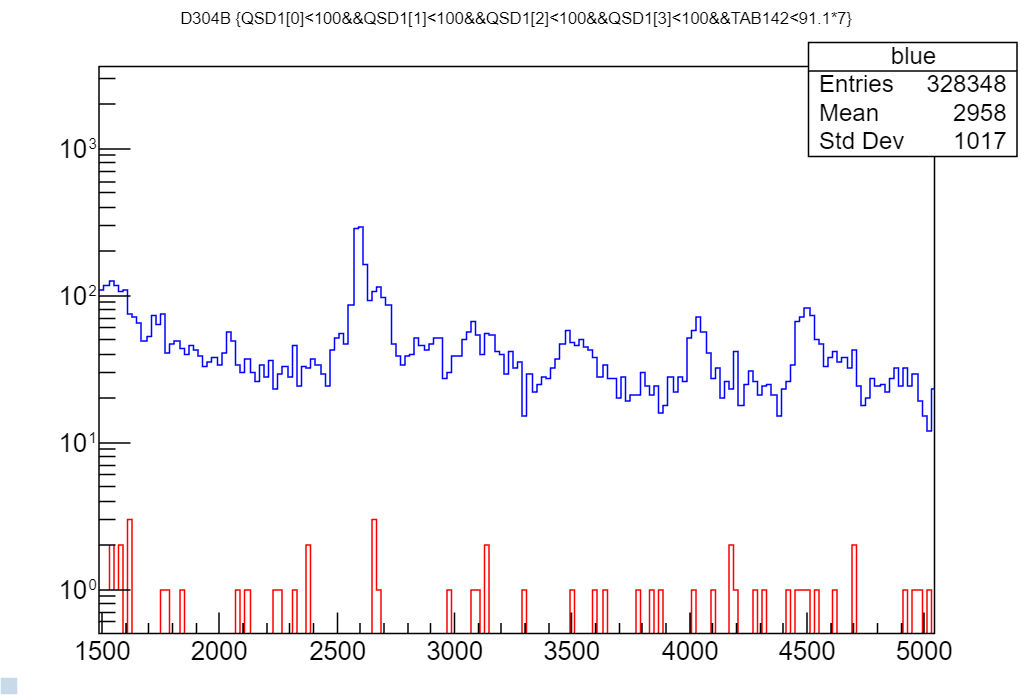 D304B {QSD1[0]<100&&QSD1[1]<100&&QSD1[2]<100&&QSD1[3]<100&&TAB142<91.1*7}
blue
Entries 328348
Mean 2958
Std Dev 1017
10³
10²
10¹
10⁰
1500 2000 2500 3000 3500 4000 4500 5000